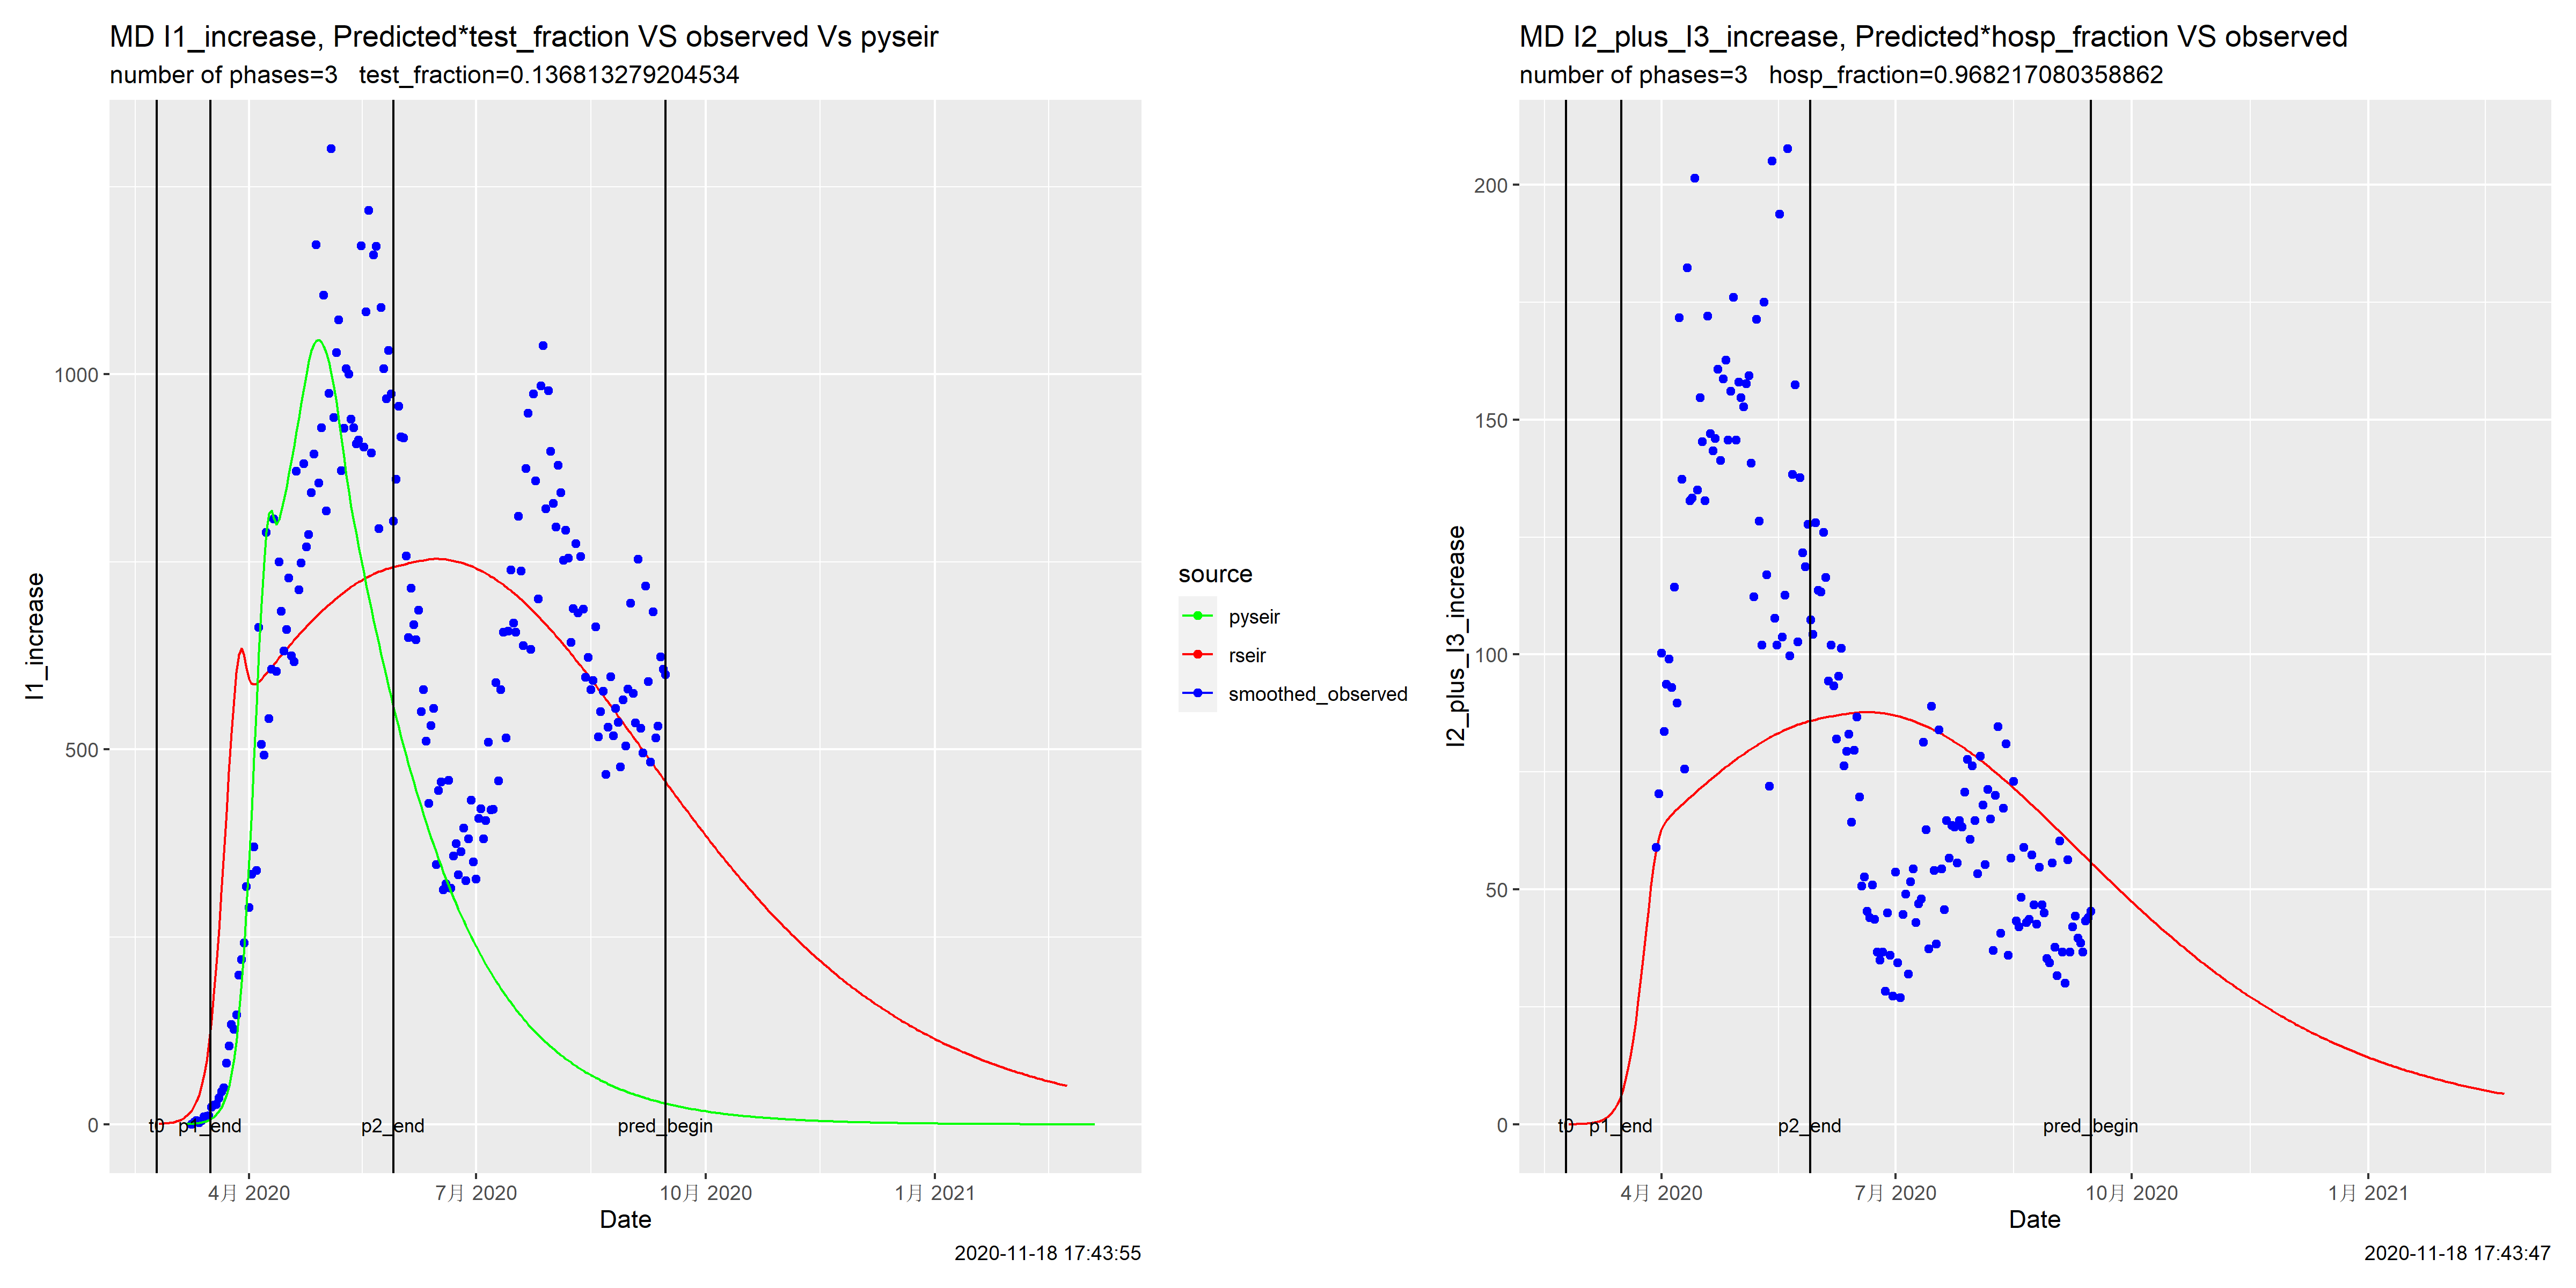 MD I1_increase, Predicted*test_fraction VS observed Vs pyseir
number of phases=3   test_fraction=0.136813279204534
I1_increase
1000
500
0
t0
p1_end
p2_end
pred_begin
4月 2020
7月 2020
10月 2020
1月 2021
Date
2020-11-18 17:43:55
source
pyseir
rseir
smoothed_observed
MD I2_plus_I3_increase, Predicted*hosp_fraction VS observed
number of phases=3   hosp_fraction=0.968217080358862
I2_plus_I3_increase
200
150
100
50
0
t0
p1_end
p2_end
pred_begin
4月 2020
7月 2020
10月 2020
1月 2021
Date
2020-11-18 17:43:47